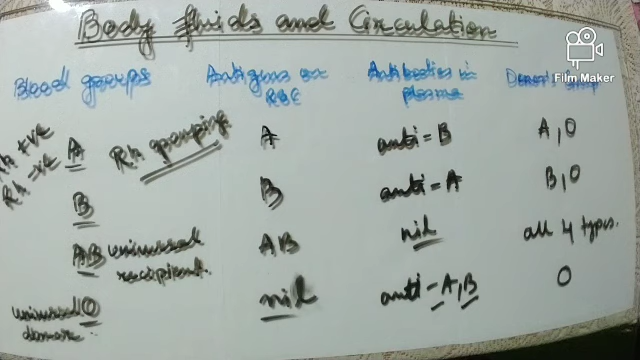 Body fluids and Circulation
Film Maker
Blood groups Antigens on RBC Antibodies in plasma Donor's group
Rh +ve
Rh -ve
Rh grouping
A A anti-B A,O
B B anti-A B,O
AB universal recipient. AB nil all 4 types.
universal donar O nil anti-A,B O